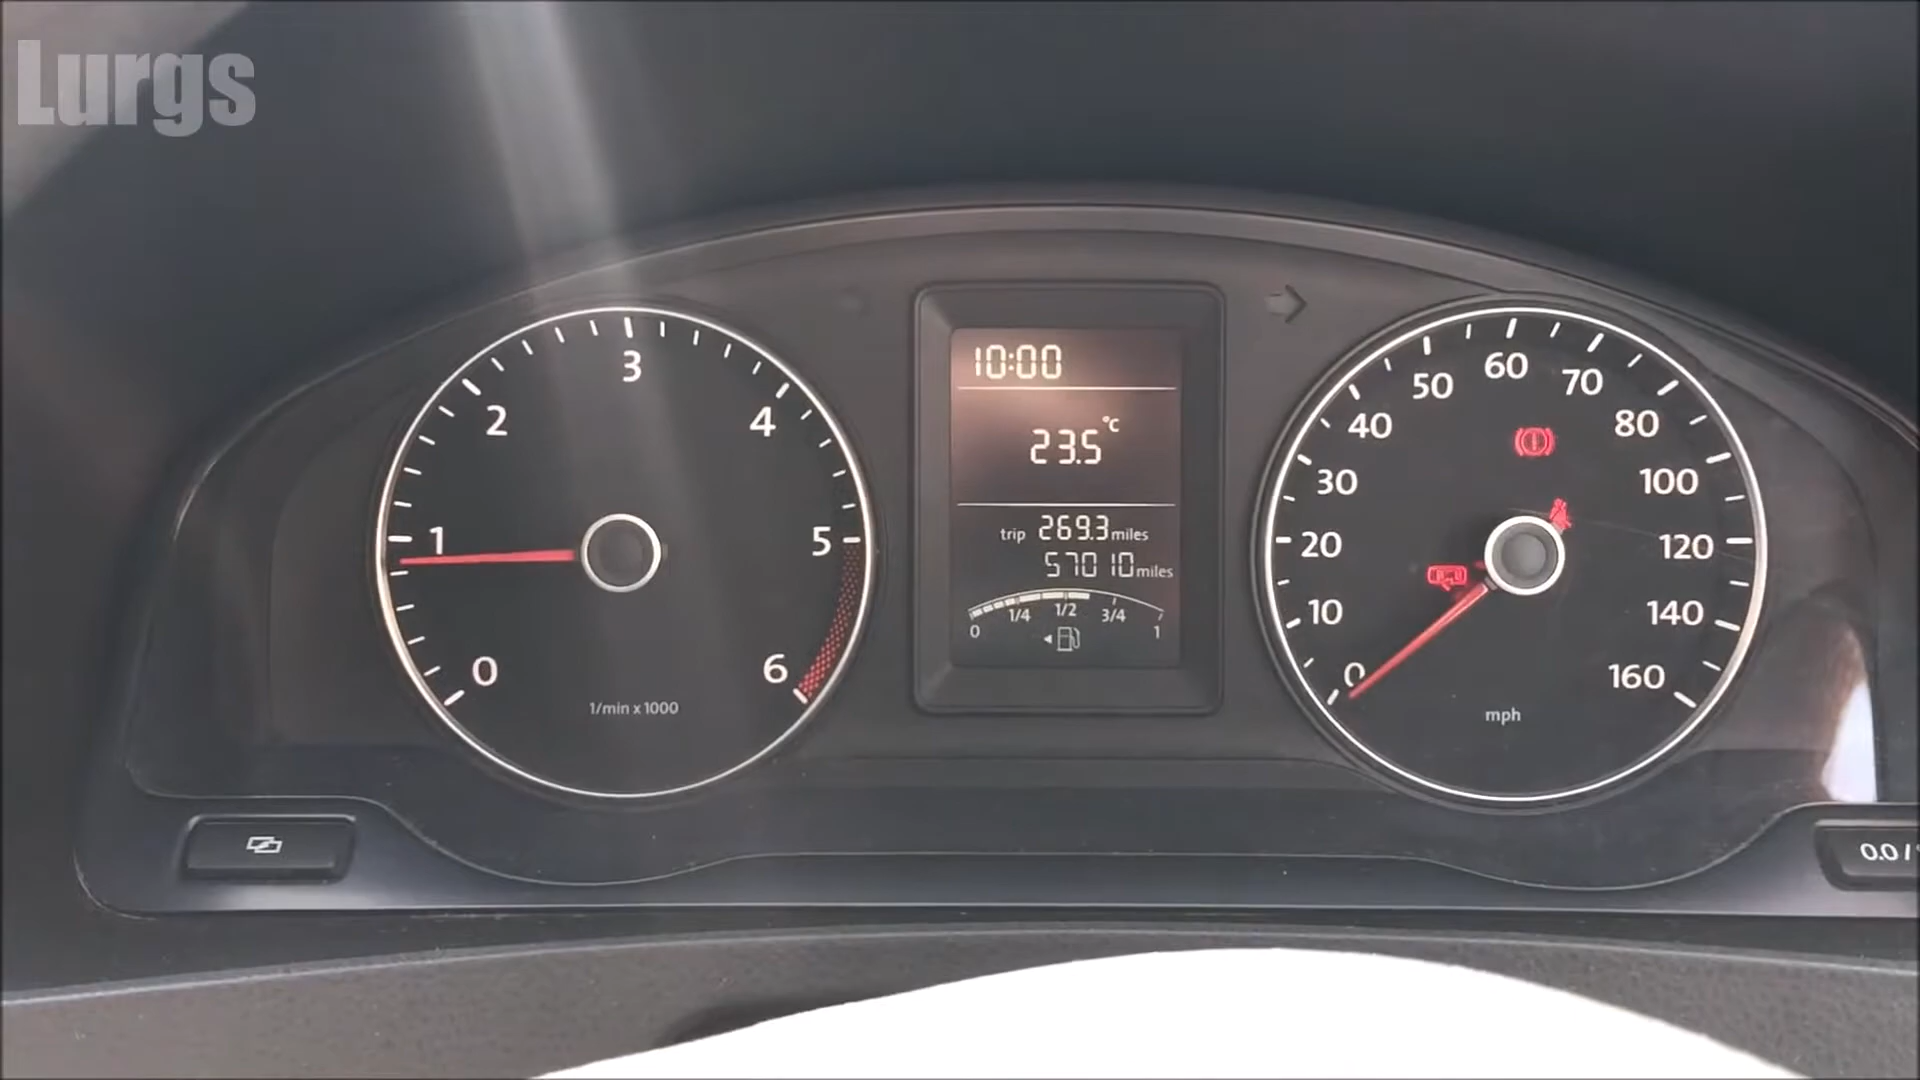 Lurgs
10:00
23.5 °C
trip 269.3 miles
57010 miles
0 1/4 1/2 3/4 1
0 1 2 3 4 5 6
1/min x 1000
0 10 20 30 40 50 60 70 80 100 120 140 160
mph
0.0